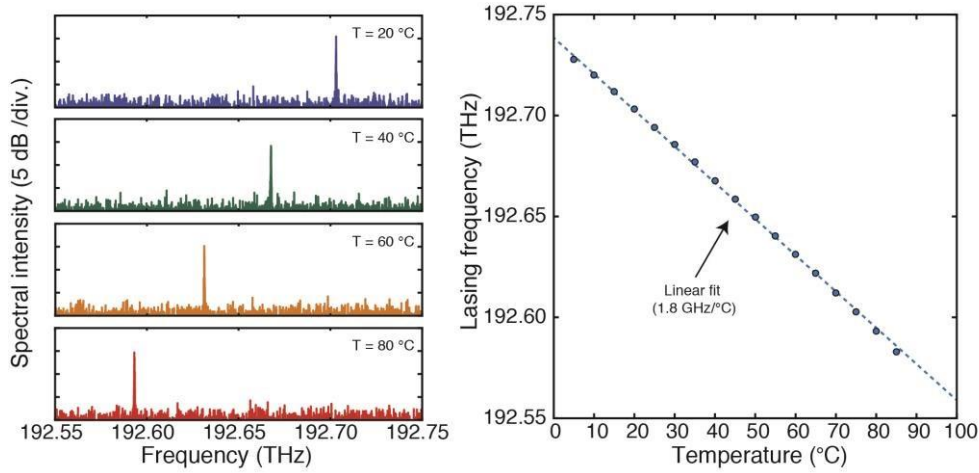 Spectral intensity (5 dB /div.)
T = 20 °C
T = 40 °C
T = 60 °C
T = 80 °C
192.55 192.60 192.65 192.70 192.75
Frequency (THz)
Lasing frequency (THz)
192.75
192.70
192.65
192.60
192.55
Linear fit
(1.8 GHz/°C)
0 10 20 30 40 50 60 70 80 90 100
Temperature (°C)